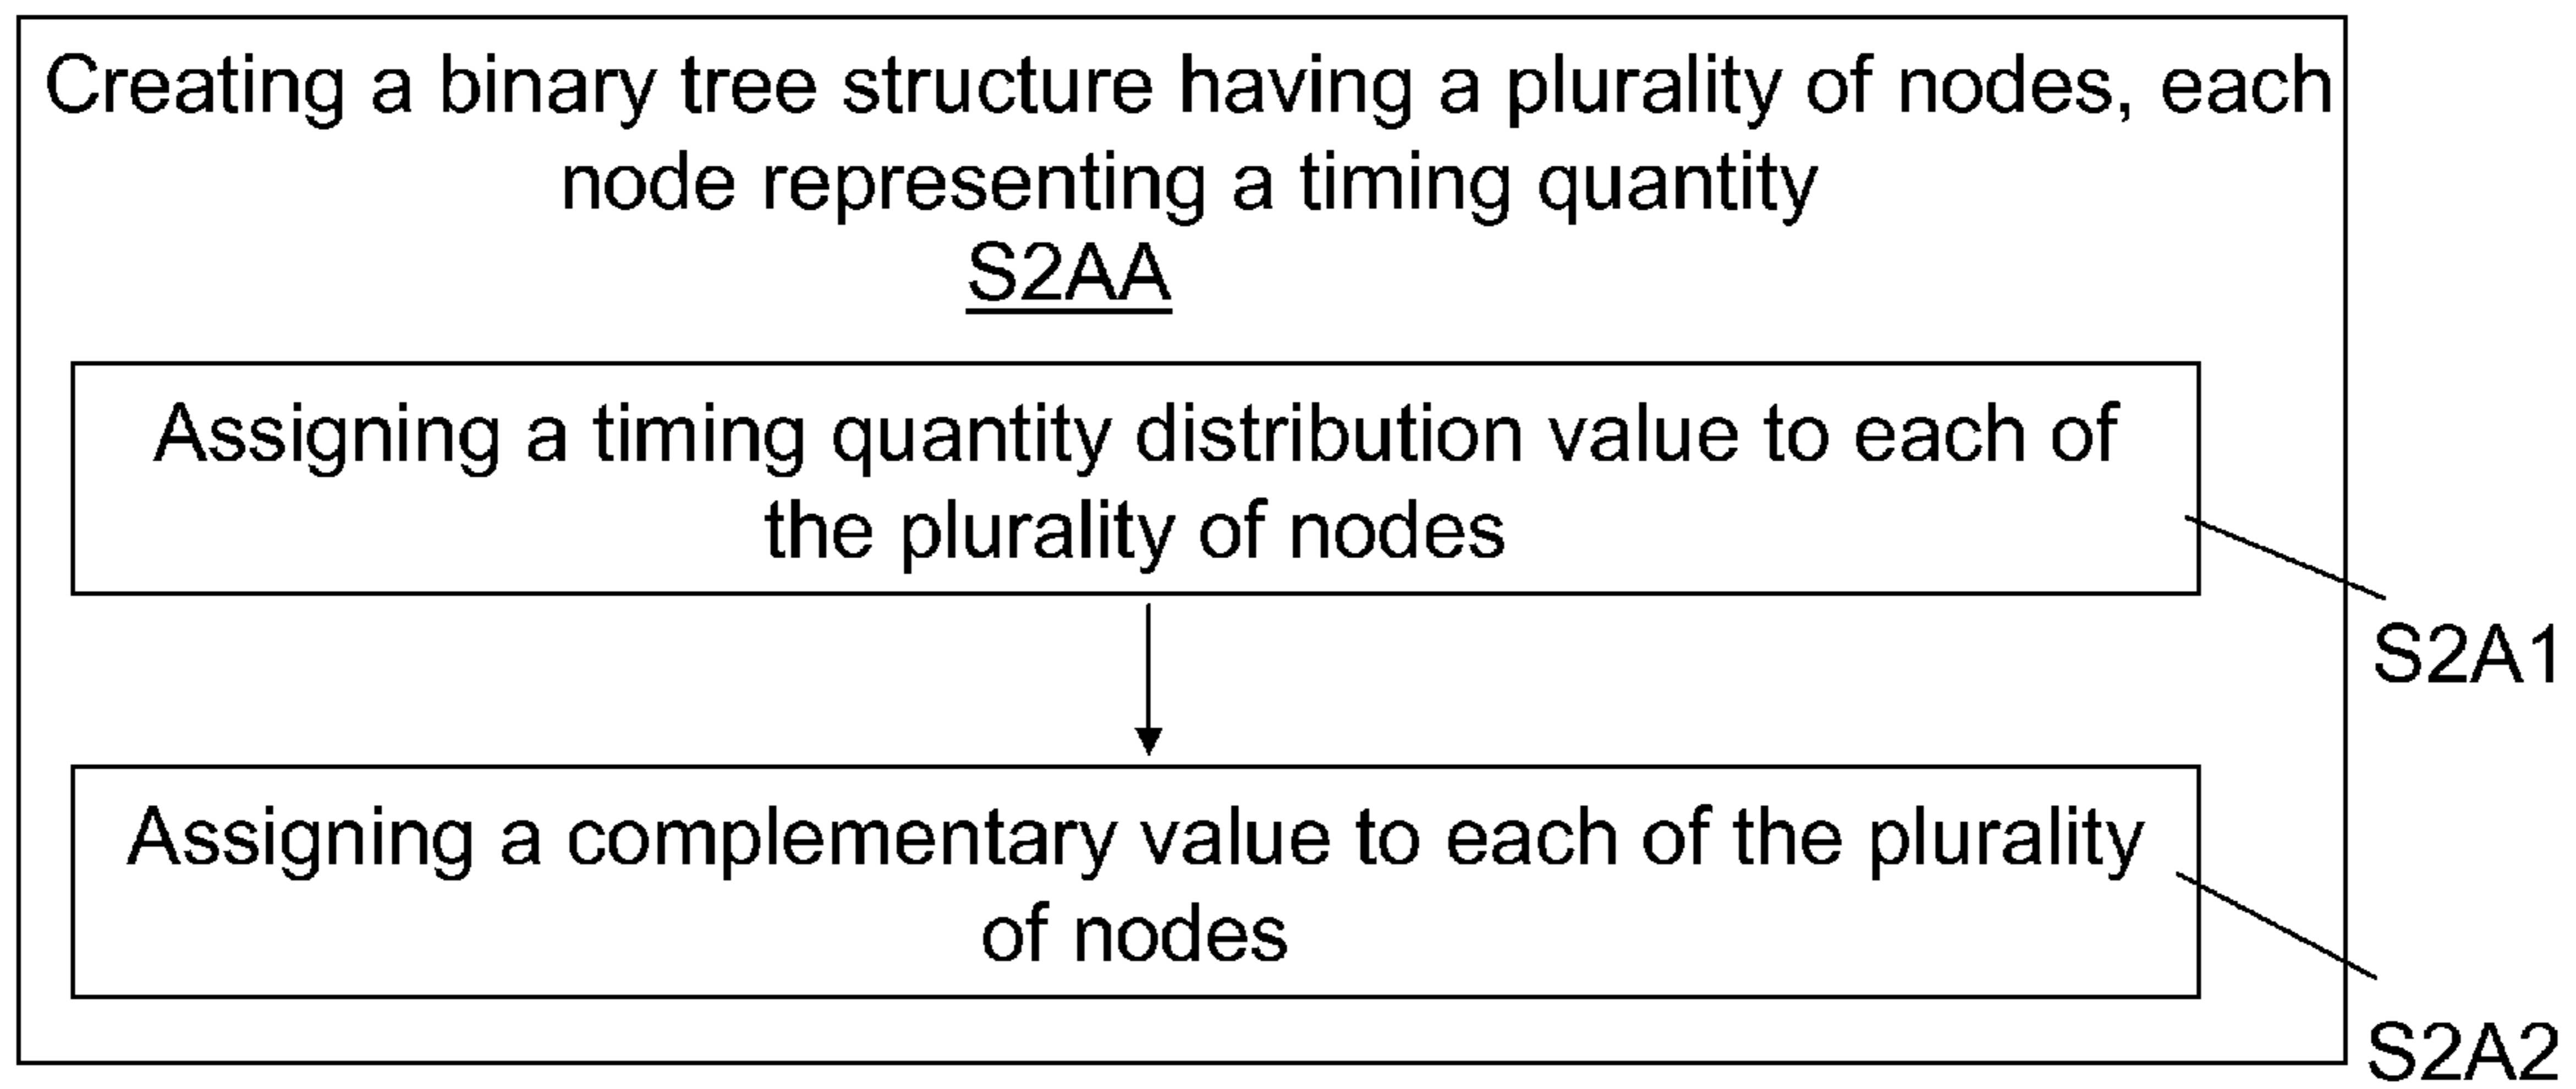 Creating a binary tree structure having a plurality of nodes, each
node representing a timing quantity
S2AA
Assigning a timing quantity distribution value to each of
the plurality of nodes
S2A1
Assigning a complementary value to each of the plurality
of nodes
S2A2